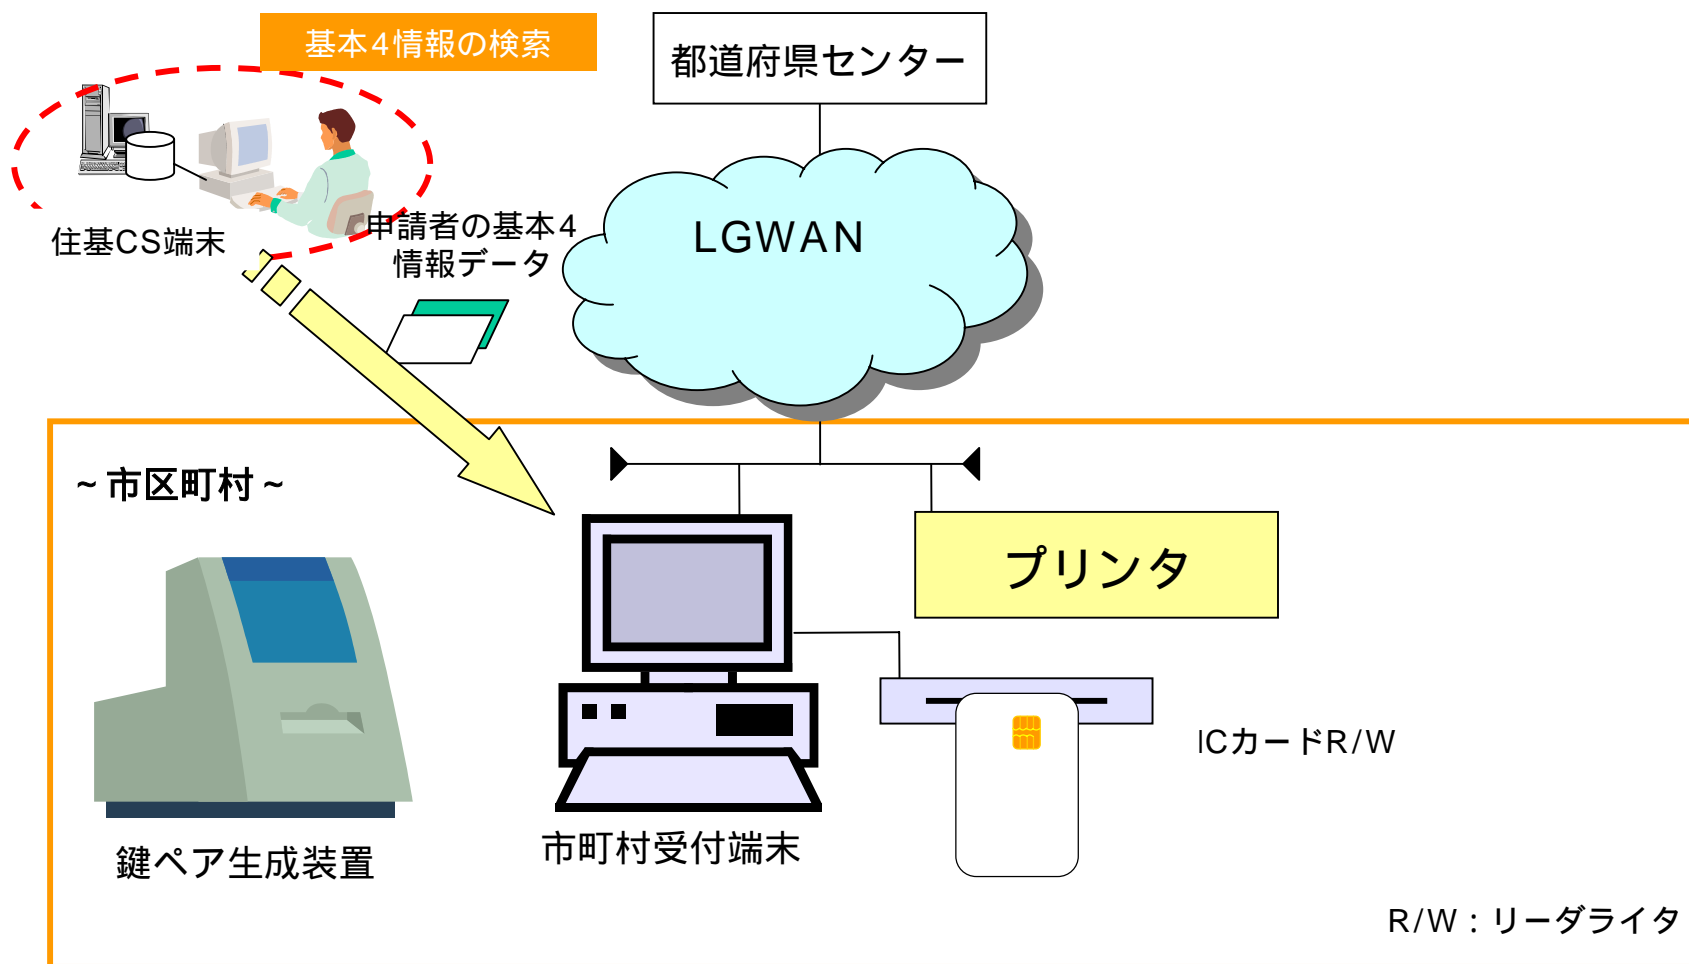 基本4情報の検索
都道府県センター
住基CS端末
申請者の基本4
情報データ
LGWAN
~市区町村~
プリンタ
ICカードR/W
市町村受付端末
鍵ペア生成装置
R/W:リーダライタ